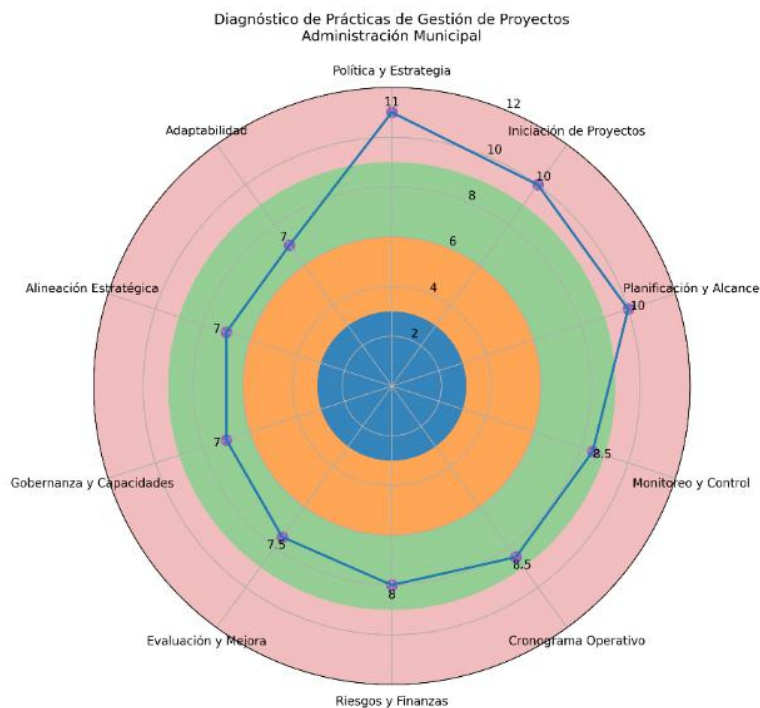 Diagnóstico de Prácticas de Gestión de Proyectos
Administración Municipal
Política y Estrategia
11
12
Adaptabilidad
Iniciación de Proyectos
10
10
8
7
6
Alineación Estratégica
4
Planificación y Alcance
10
7
2
7
8.5
Gobernanza y Capacidades
Monitoreo y Control
7.5
8.5
8
Evaluación y Mejora
Cronograma Operativo
Riesgos y Finanzas